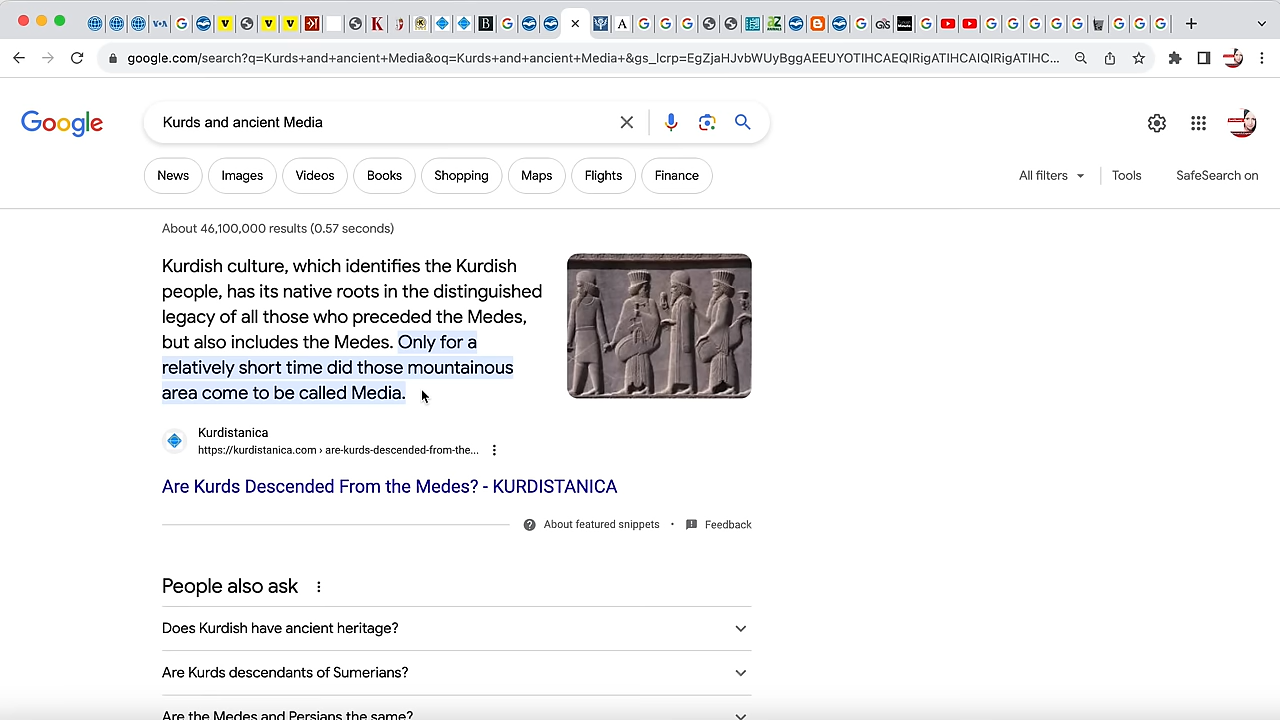 google.com/search?q=Kurds+and+ancient+Media&oq=Kurds+and+ancient+Media+&gs_lcrp=EgZjaHJvbWUyBggAEEUYOTIHCAEQIRigATIHCAIQIRigATIHC...
Google
Kurds and ancient Media
News Images Videos Books Shopping Maps Flights Finance All filters Tools SafeSearch on
About 46,100,000 results (0.57 seconds)
Kurdish culture, which identifies the Kurdish
people, has its native roots in the distinguished
legacy of all those who preceded the Medes,
but also includes the Medes. Only for a
relatively short time did those mountainous
area come to be called Media.
Kurdistanica
https://kurdistanica.com › are-kurds-descended-from-the...
Are Kurds Descended From the Medes? - KURDISTANICA
About featured snippets • Feedback
People also ask
Does Kurdish have ancient heritage?
Are Kurds descendants of Sumerians?
Are the Medes and Persians the same?